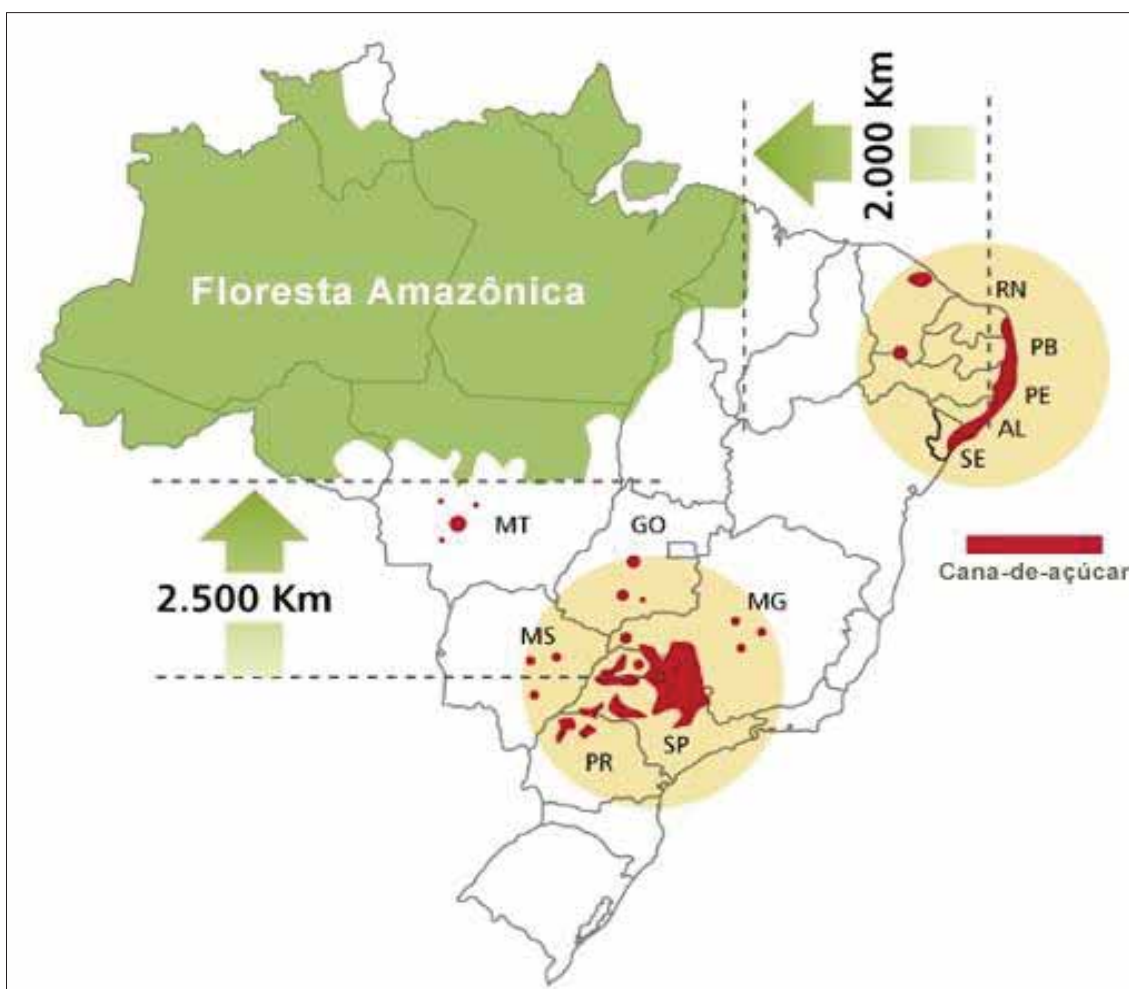 2.000 Km
Floresta Amazônica
RN
PB
PE
AL
SE
MT
GO
Cana-de-açúcar
2.500 Km
MG
MS
SP
PR